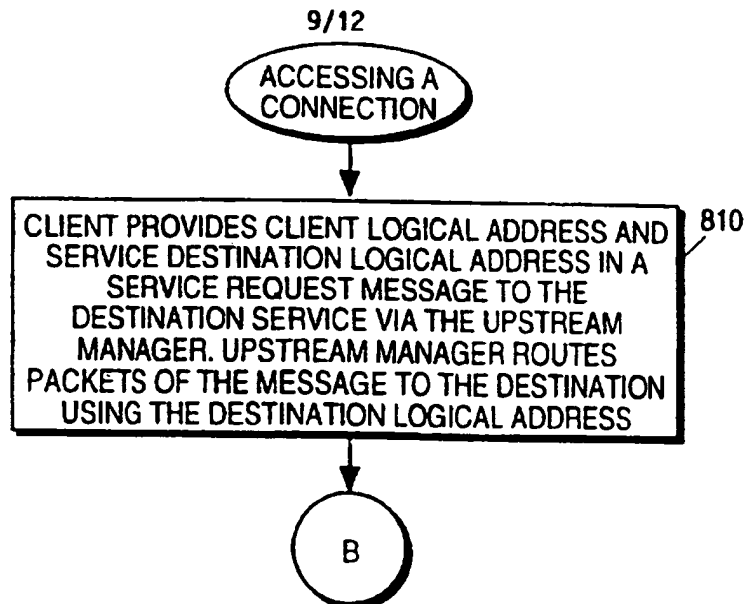 9/12
ACCESSING A
CONNECTION
CLIENT PROVIDES CLIENT LOGICAL ADDRESS AND
SERVICE DESTINATION LOGICAL ADDRESS IN A
SERVICE REQUEST MESSAGE TO THE
DESTINATION SERVICE VIA THE UPSTREAM
MANAGER. UPSTREAM MANAGER ROUTES
PACKETS OF THE MESSAGE TO THE DESTINATION
USING THE DESTINATION LOGICAL ADDRESS
810
B